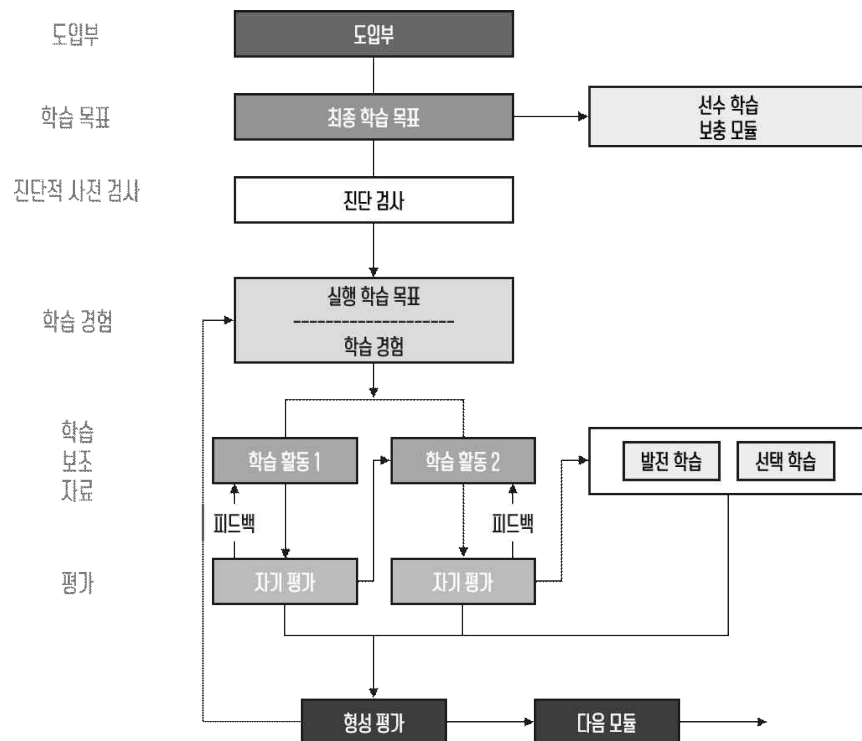 도입부
도입부
학습 목표
최종 학습 목표
선수 학습
보충 모듈
진단적 사전 검사
진단 검사
학습 경험
실행 학습 목표
--------------------
학습 경험
학습
보조
자료
학습 활동 1
학습 활동 2
발전 학습
선택 학습
피드백
피드백
평가
자기 평가
자기 평가
형성 평가
다음 모듈